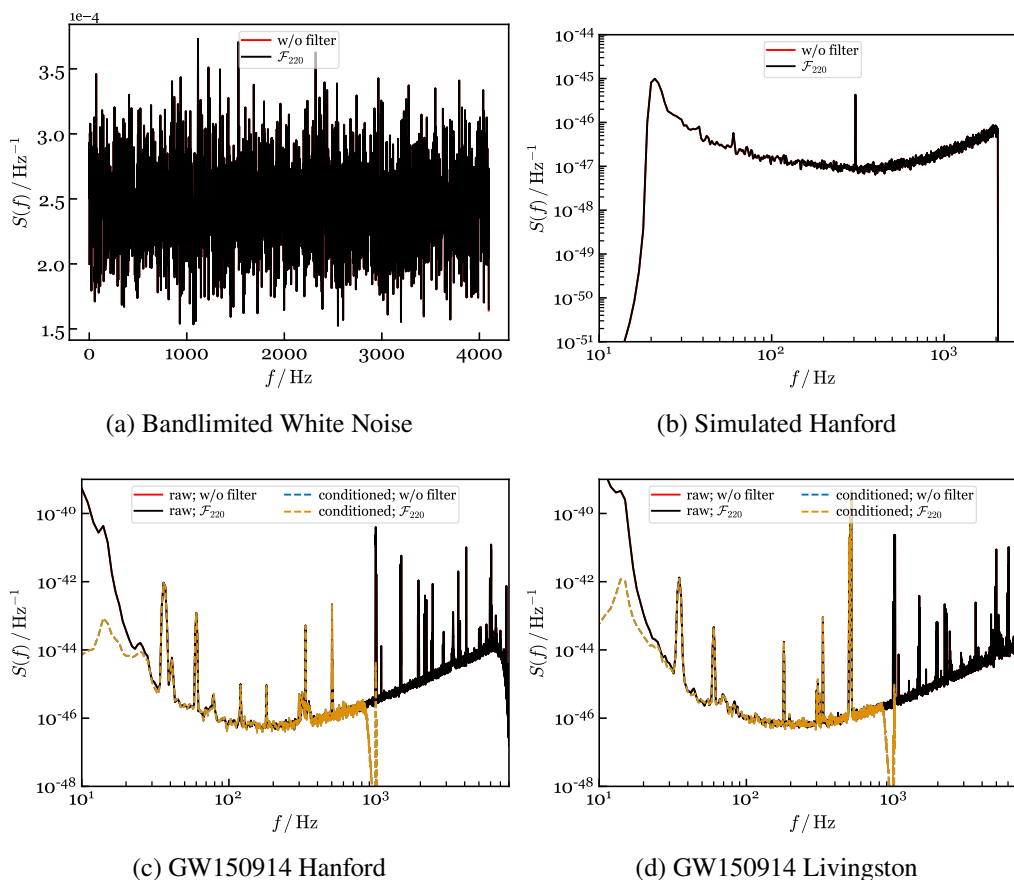 1e−4
w/o filter
ℱ₂₂₀
3.5
3.0
2.5
2.0
1.5
S(f) / Hz⁻¹
0 1000 2000 3000 4000
f / Hz
(a) Bandlimited White Noise
w/o filter
ℱ₂₂₀
10⁻⁴⁴
10⁻⁴⁵
10⁻⁴⁶
10⁻⁴⁷
10⁻⁴⁸
10⁻⁴⁹
10⁻⁵⁰
10⁻⁵¹
S(f) / Hz⁻¹
10¹ 10² 10³
f / Hz
(b) Simulated Hanford
raw; w/o filter conditioned; w/o filter
raw; ℱ₂₂₀ conditioned; ℱ₂₂₀
10⁻⁴⁰
10⁻⁴²
10⁻⁴⁴
10⁻⁴⁶
10⁻⁴⁸
S(f) / Hz⁻¹
10¹ 10² 10³
f / Hz
(c) GW150914 Hanford
raw; w/o filter conditioned; w/o filter
raw; ℱ₂₂₀ conditioned; ℱ₂₂₀
10⁻⁴⁰
10⁻⁴²
10⁻⁴⁴
10⁻⁴⁶
10⁻⁴⁸
S(f) / Hz⁻¹
10¹ 10² 10³
f / Hz
(d) GW150914 Livingston